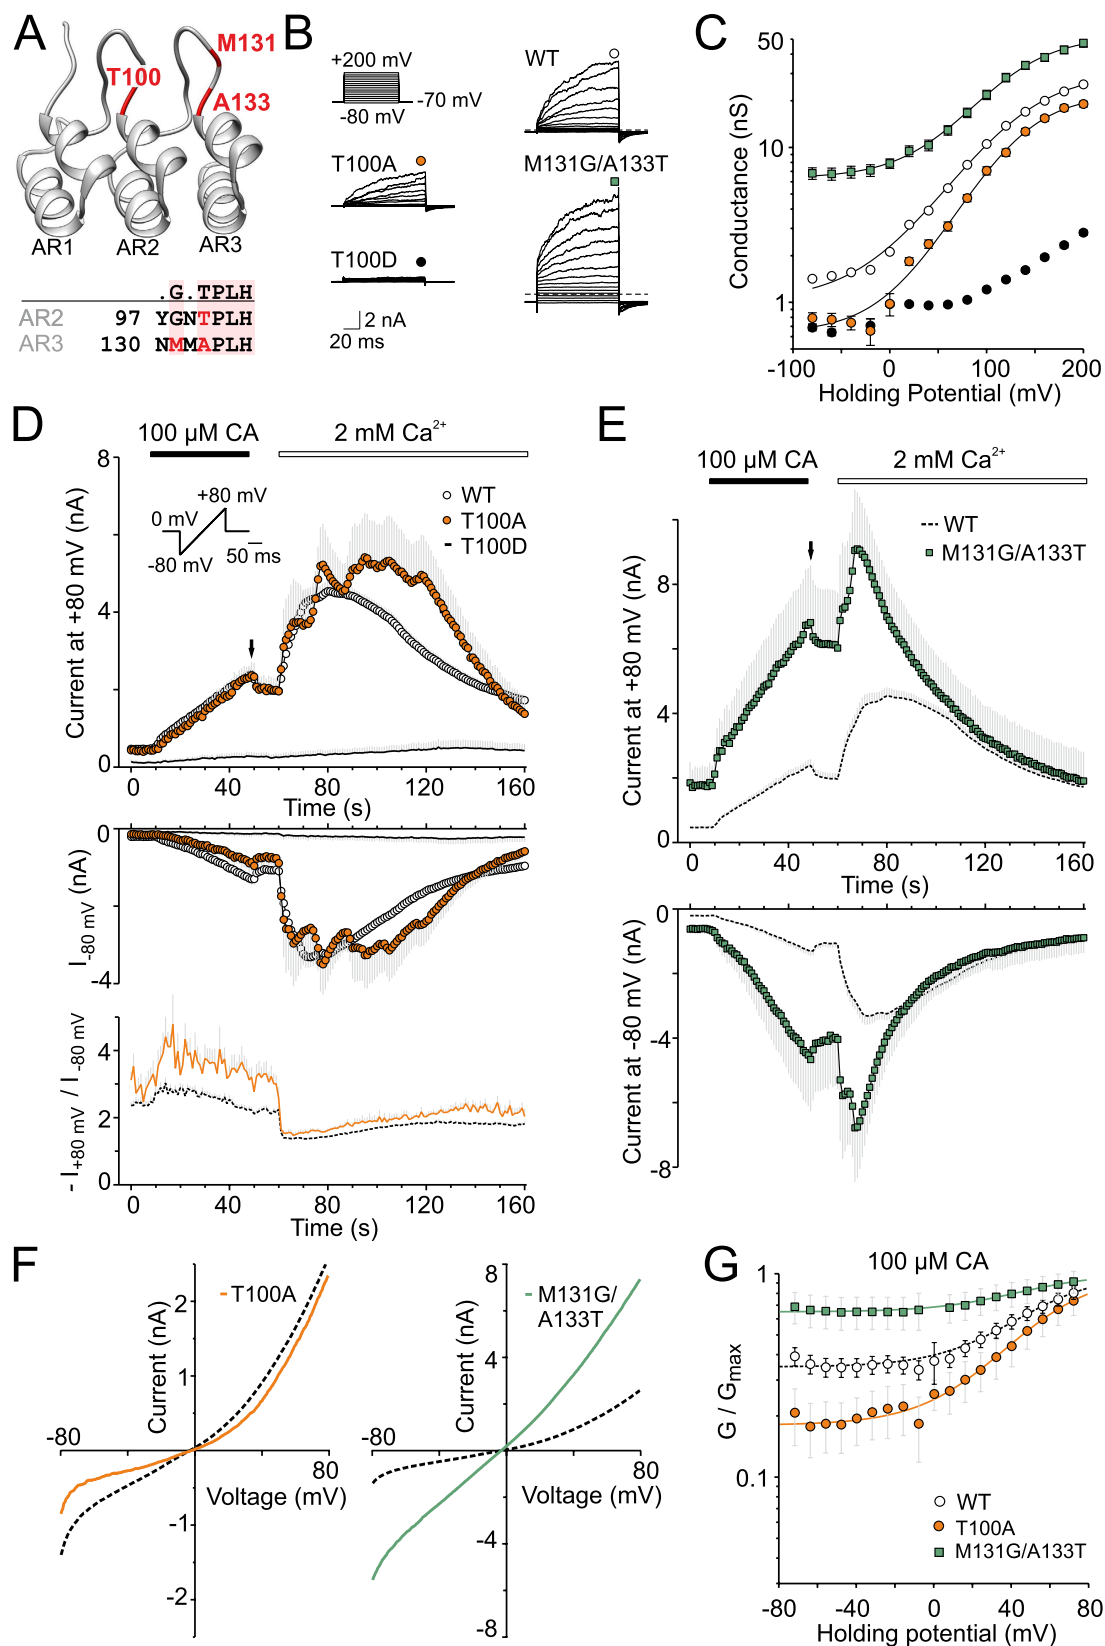 A
M131
T100
A133
AR1
AR2
AR3
.G.TPLH
AR2 97 YGNTPLH
AR3 130 NMMAPLH
B
+200 mV
-70 mV
-80 mV
WT
T100A
M131G/A133T
T100D
2 nA
20 ms
C
Conductance (nS)
50
10
1
-100
0
100
200
Holding Potential (mV)
D
100 µM CA
2 mM Ca2+
8
+80 mV
0 mV
-80 mV
50 ms
WT
T100A
T100D
Current at +80 mV (nA)
4
0
0
40
80
120
160
Time (s)
0
I-80 mV (nA)
-4
- I+80 mV / I-80 mV
4
2
0
0
40
80
120
160
Time (s)
E
100 µM CA
2 mM Ca2+
WT
M131G/A133T
Current at +80 mV (nA)
8
4
0
0
40
80
120
160
Time (s)
0
Current at -80 mV (nA)
-4
-8
F
T100A
Current (nA)
2
1
-80
80
Voltage (mV)
-1
-2
8
M131G/
A133T
Current (nA)
4
-80
80
Voltage (mV)
-4
-8
G
100 µM CA
1
G / Gmax
0.1
WT
T100A
M131G/A133T
-80
-40
0
40
80
Holding potential (mV)